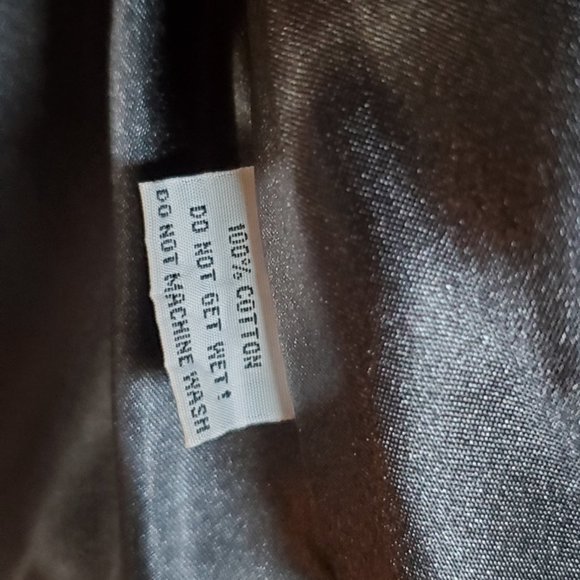 100% COTTON
DO NOT GET WET!
DO NOT MACHINE WASH